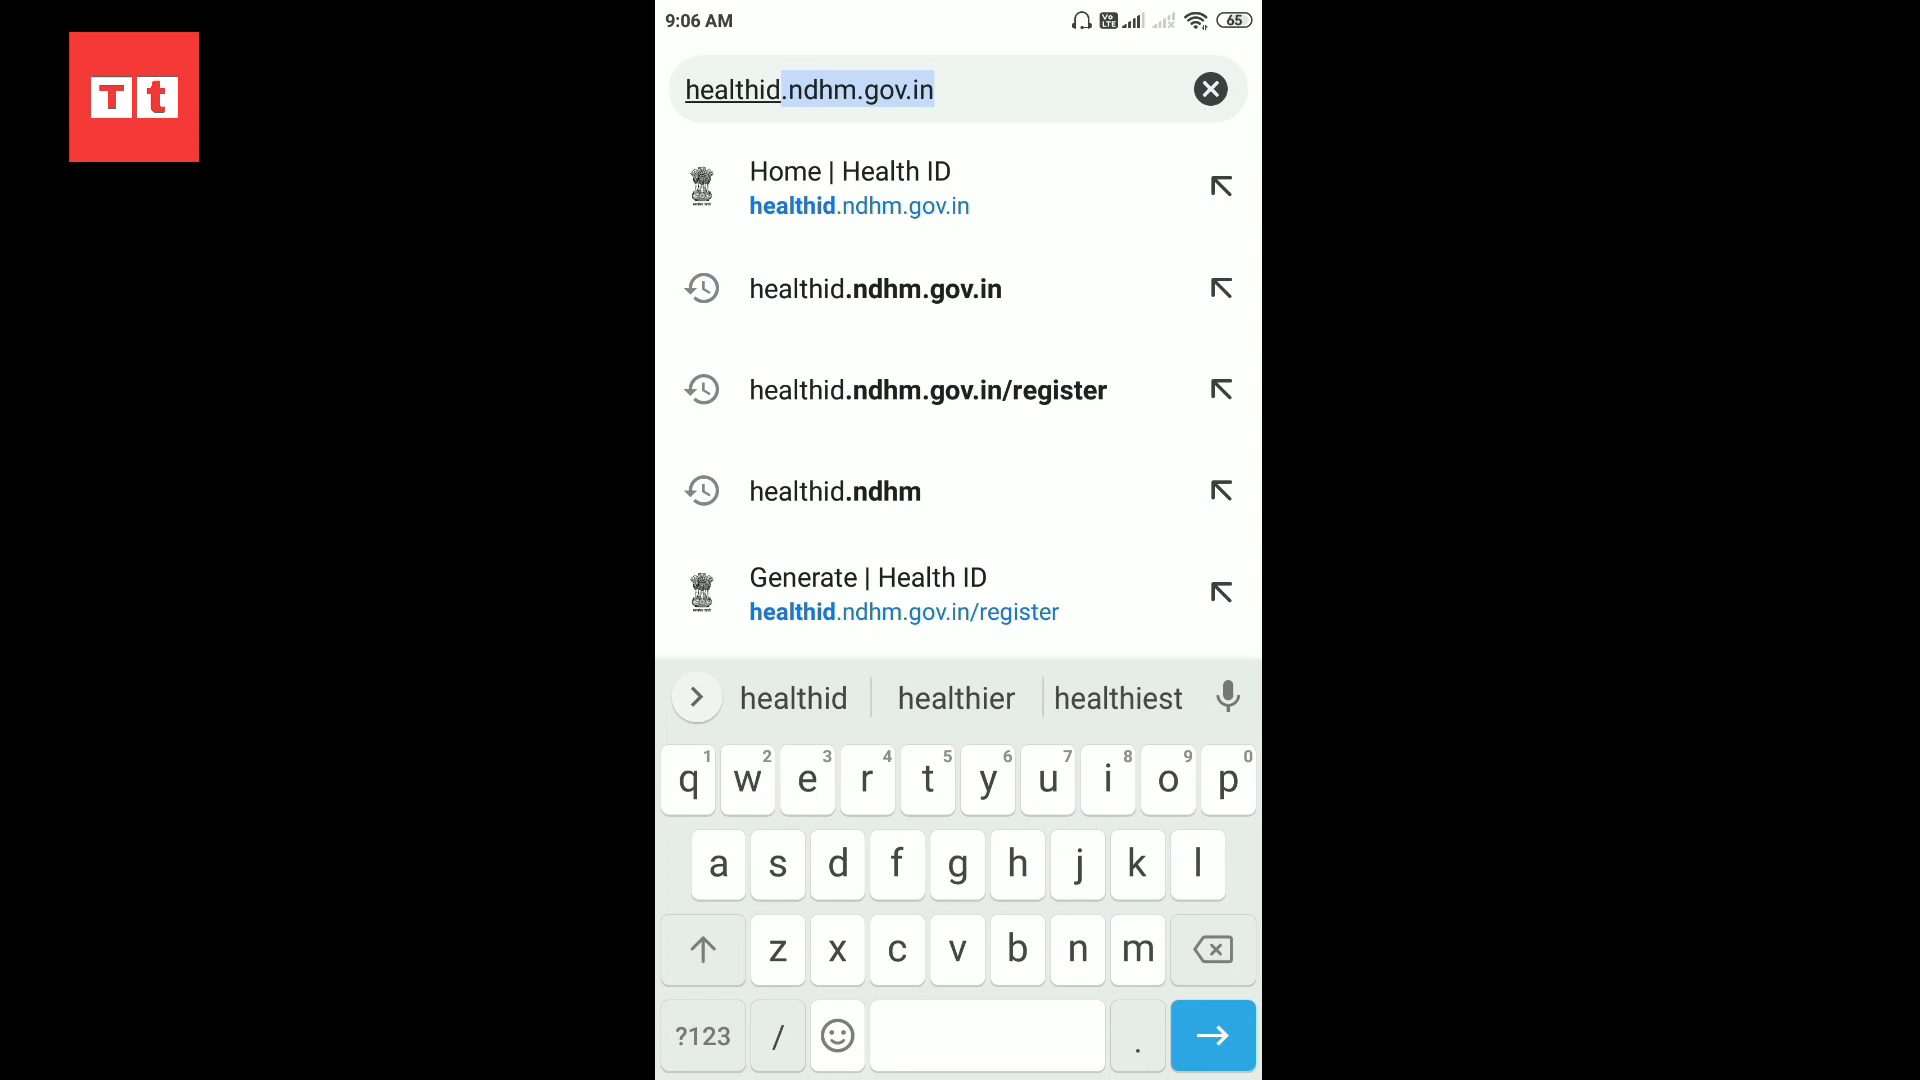 9:06 AM
Vo LTE
65
T t
healthid.ndhm.gov.in
Home | Health ID
healthid.ndhm.gov.in
healthid.ndhm.gov.in
healthid.ndhm.gov.in/register
healthid.ndhm
Generate | Health ID
healthid.ndhm.gov.in/register
healthid healthier healthiest
1 2 3 4 5 6 7 8 9 0
q w e r t y u i o p
a s d f g h j k l
z x c v b n m
?123 / .